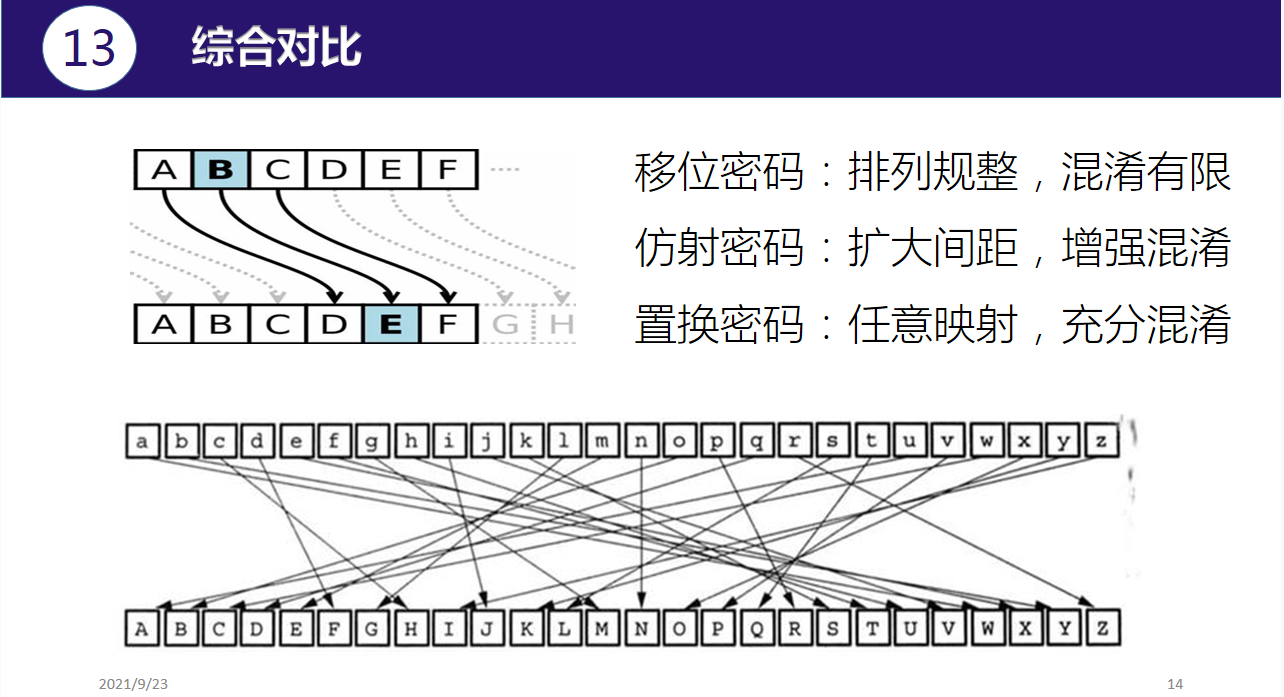 13 综合对比
A B C D E F ....
A B C D E F G H
移位密码：排列规整，混淆有限
仿射密码：扩大间距，增强混淆
置换密码：任意映射，充分混淆
a b c d e f g h i j k l m n o p q r s t u v w x y z
A B C D E F G H I J K L M N O P Q R S T U V W X Y Z
2021/9/23
14